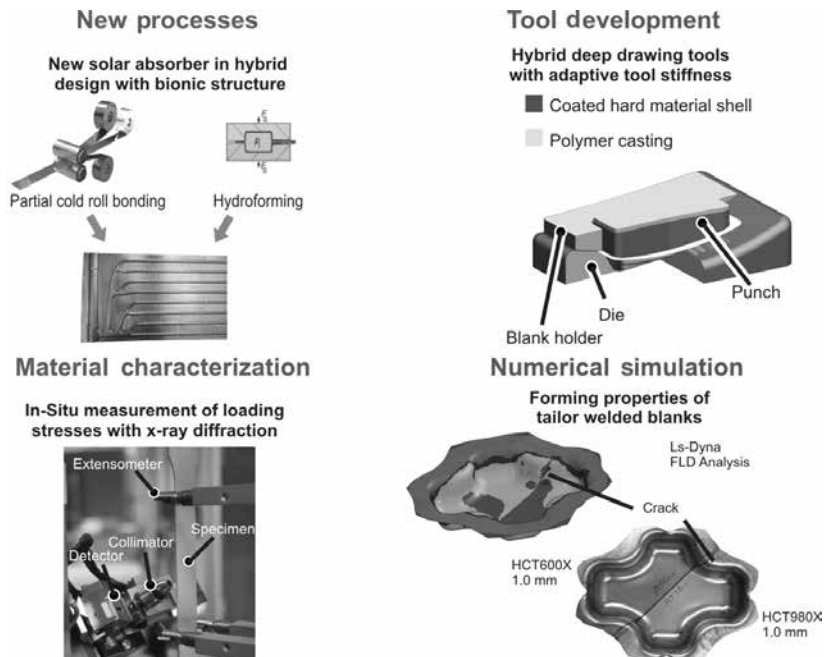 New processes
New solar absorber in hybrid
design with bionic structure
Partial cold roll bonding
Hydroforming
Tool development
Hybrid deep drawing tools
with adaptive tool stiffness
Coated hard material shell
Polymer casting
Punch
Die
Blank holder
Material characterization
In-Situ measurement of loading
stresses with x-ray diffraction
Extensometer
Specimen
Collimator
Detector
Numerical simulation
Forming properties of
tailor welded blanks
Ls-Dyna
FLD Analysis
Crack
HCT600X
1.0 mm
HCT980X
1.0 mm